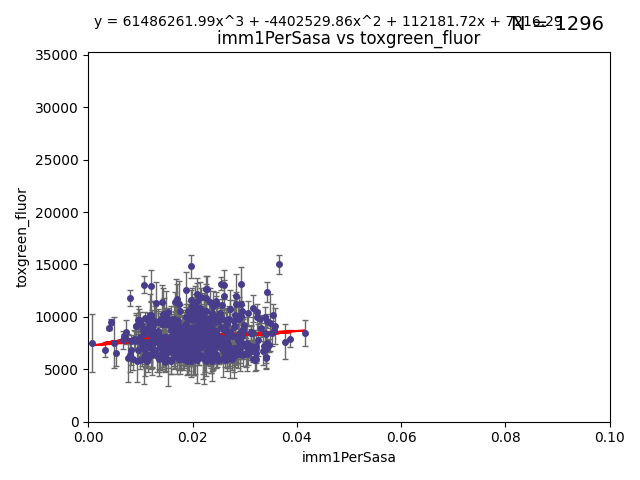 y = 61486261.99x^3 + -4402529.86x^2 + 112181.72x +
N = 1296
imm1PerSasa vs toxgreen_fluor
35000
30000
25000
20000
15000
10000
5000
0
toxgreen_fluor
0.00 0.02 0.04 0.06 0.08 0.10
imm1PerSasa